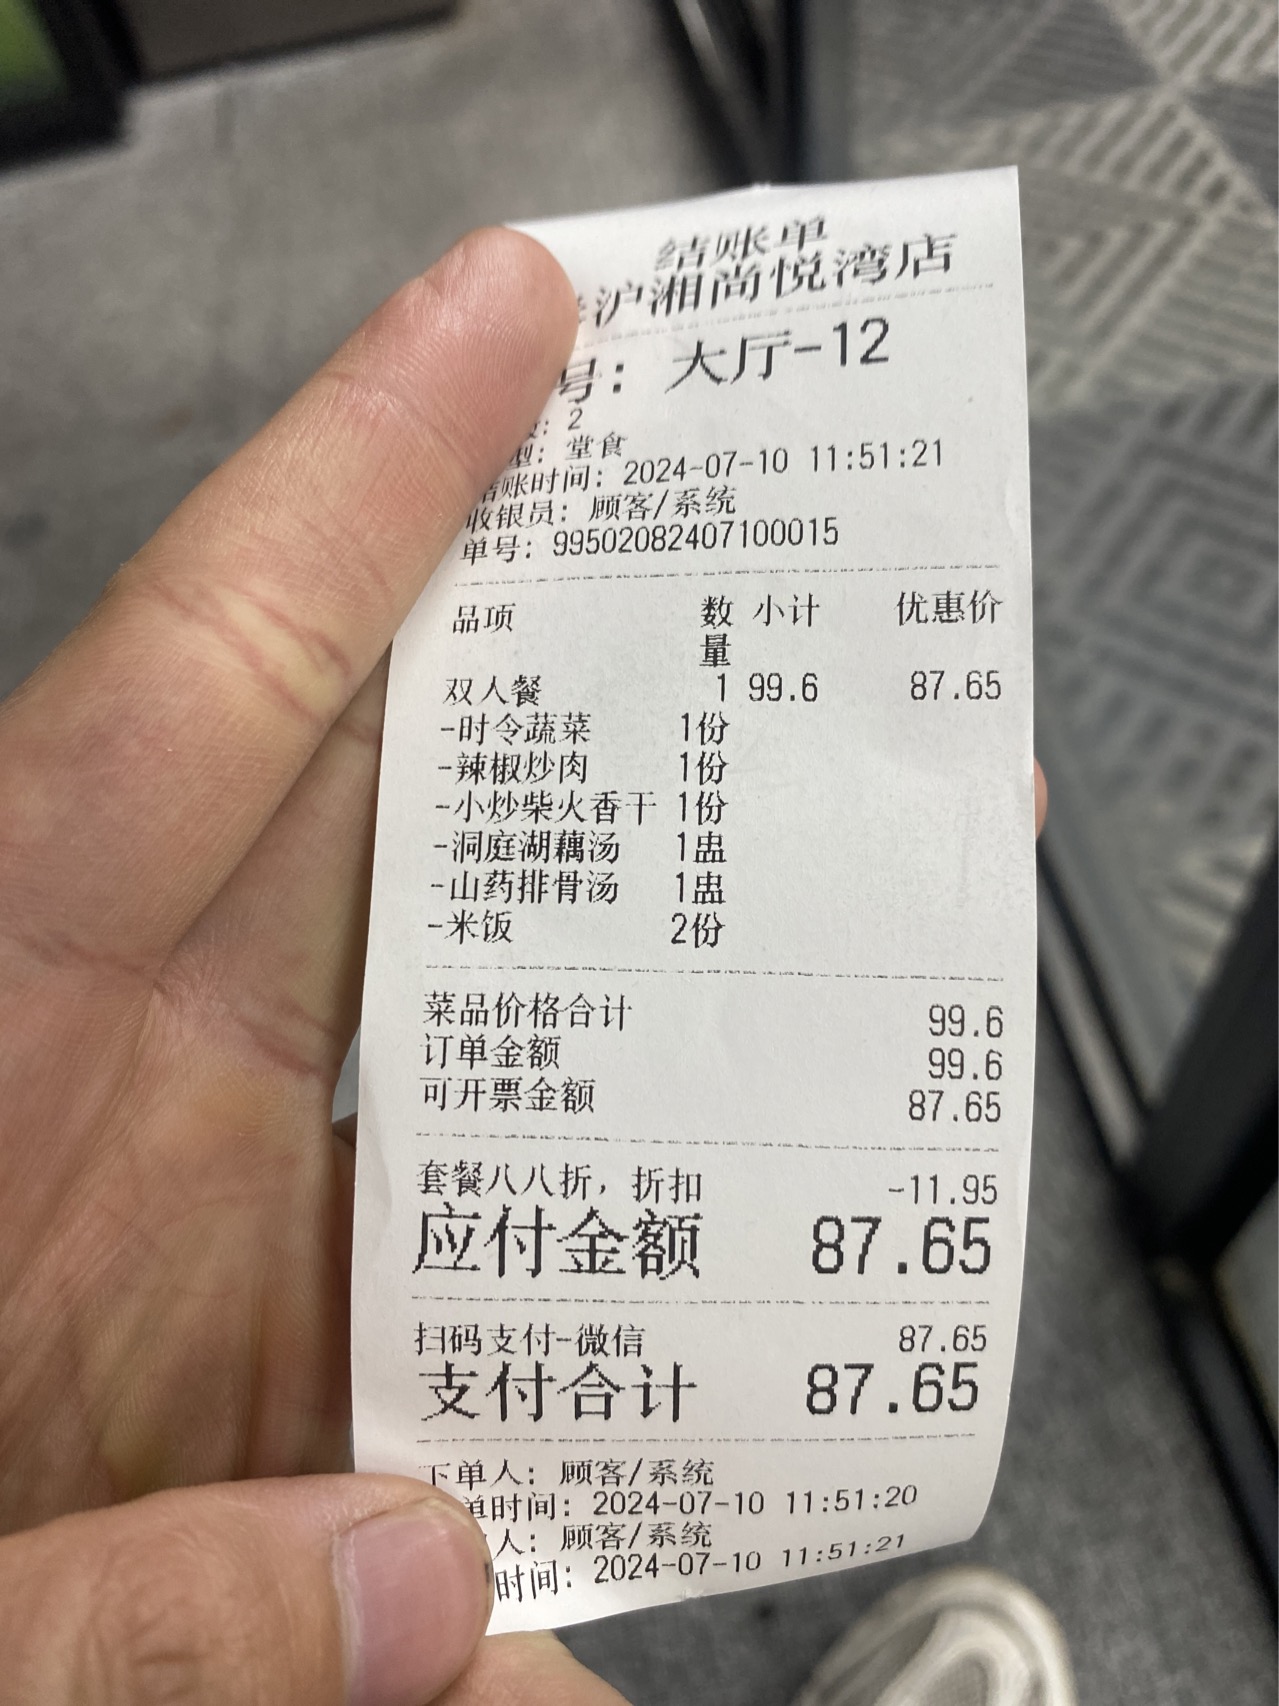 结账单
沪湘尚悦湾店
号: 大厅-12
: 2
型: 堂食
结账时间: 2024-07-10 11:51:21
收银员: 顾客/系统
单号: 99502082407100015
品项 数量 小计 优惠价
双人餐 1 99.6 87.65
-时令蔬菜 1份
-辣椒炒肉 1份
-小炒柴火香干 1份
-洞庭湖藕汤 1盅
-山药排骨汤 1盅
-米饭 2份
菜品价格合计 99.6
订单金额 99.6
可开票金额 87.65
套餐八八折, 折扣 -11.95
应付金额 87.65
扫码支付-微信 87.65
支付合计 87.65
下单人: 顾客/系统
单时间: 2024-07-10 11:51:20
人: 顾客/系统
时间: 2024-07-10 11:51:21